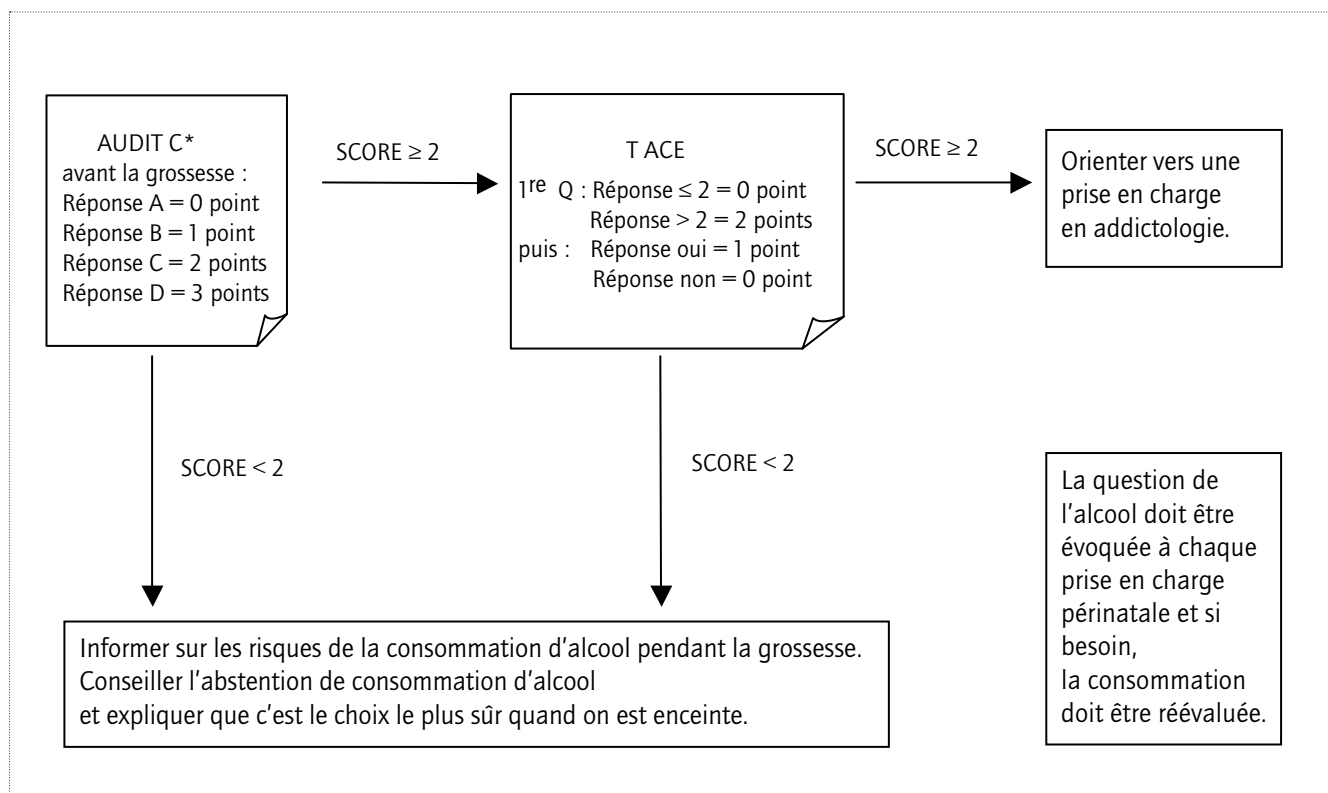 AUDIT C*
avant la grossesse :
Réponse A = 0 point
Réponse B = 1 point
Réponse C = 2 points
Réponse D = 3 points
SCORE ≥ 2
T ACE
1re Q : Réponse ≤ 2 = 0 point
Réponse > 2 = 2 points
puis : Réponse oui = 1 point
Réponse non = 0 point
SCORE ≥ 2
Orienter vers une
prise en charge
en addictologie.
SCORE < 2
SCORE < 2
Informer sur les risques de la consommation d'alcool pendant la grossesse.
Conseiller l'abstention de consommation d'alcool
et expliquer que c'est le choix le plus sûr quand on est enceinte.
La question de
l'alcool doit être
évoquée à chaque
prise en charge
périnatale et si
besoin,
la consommation
doit être réévaluée.